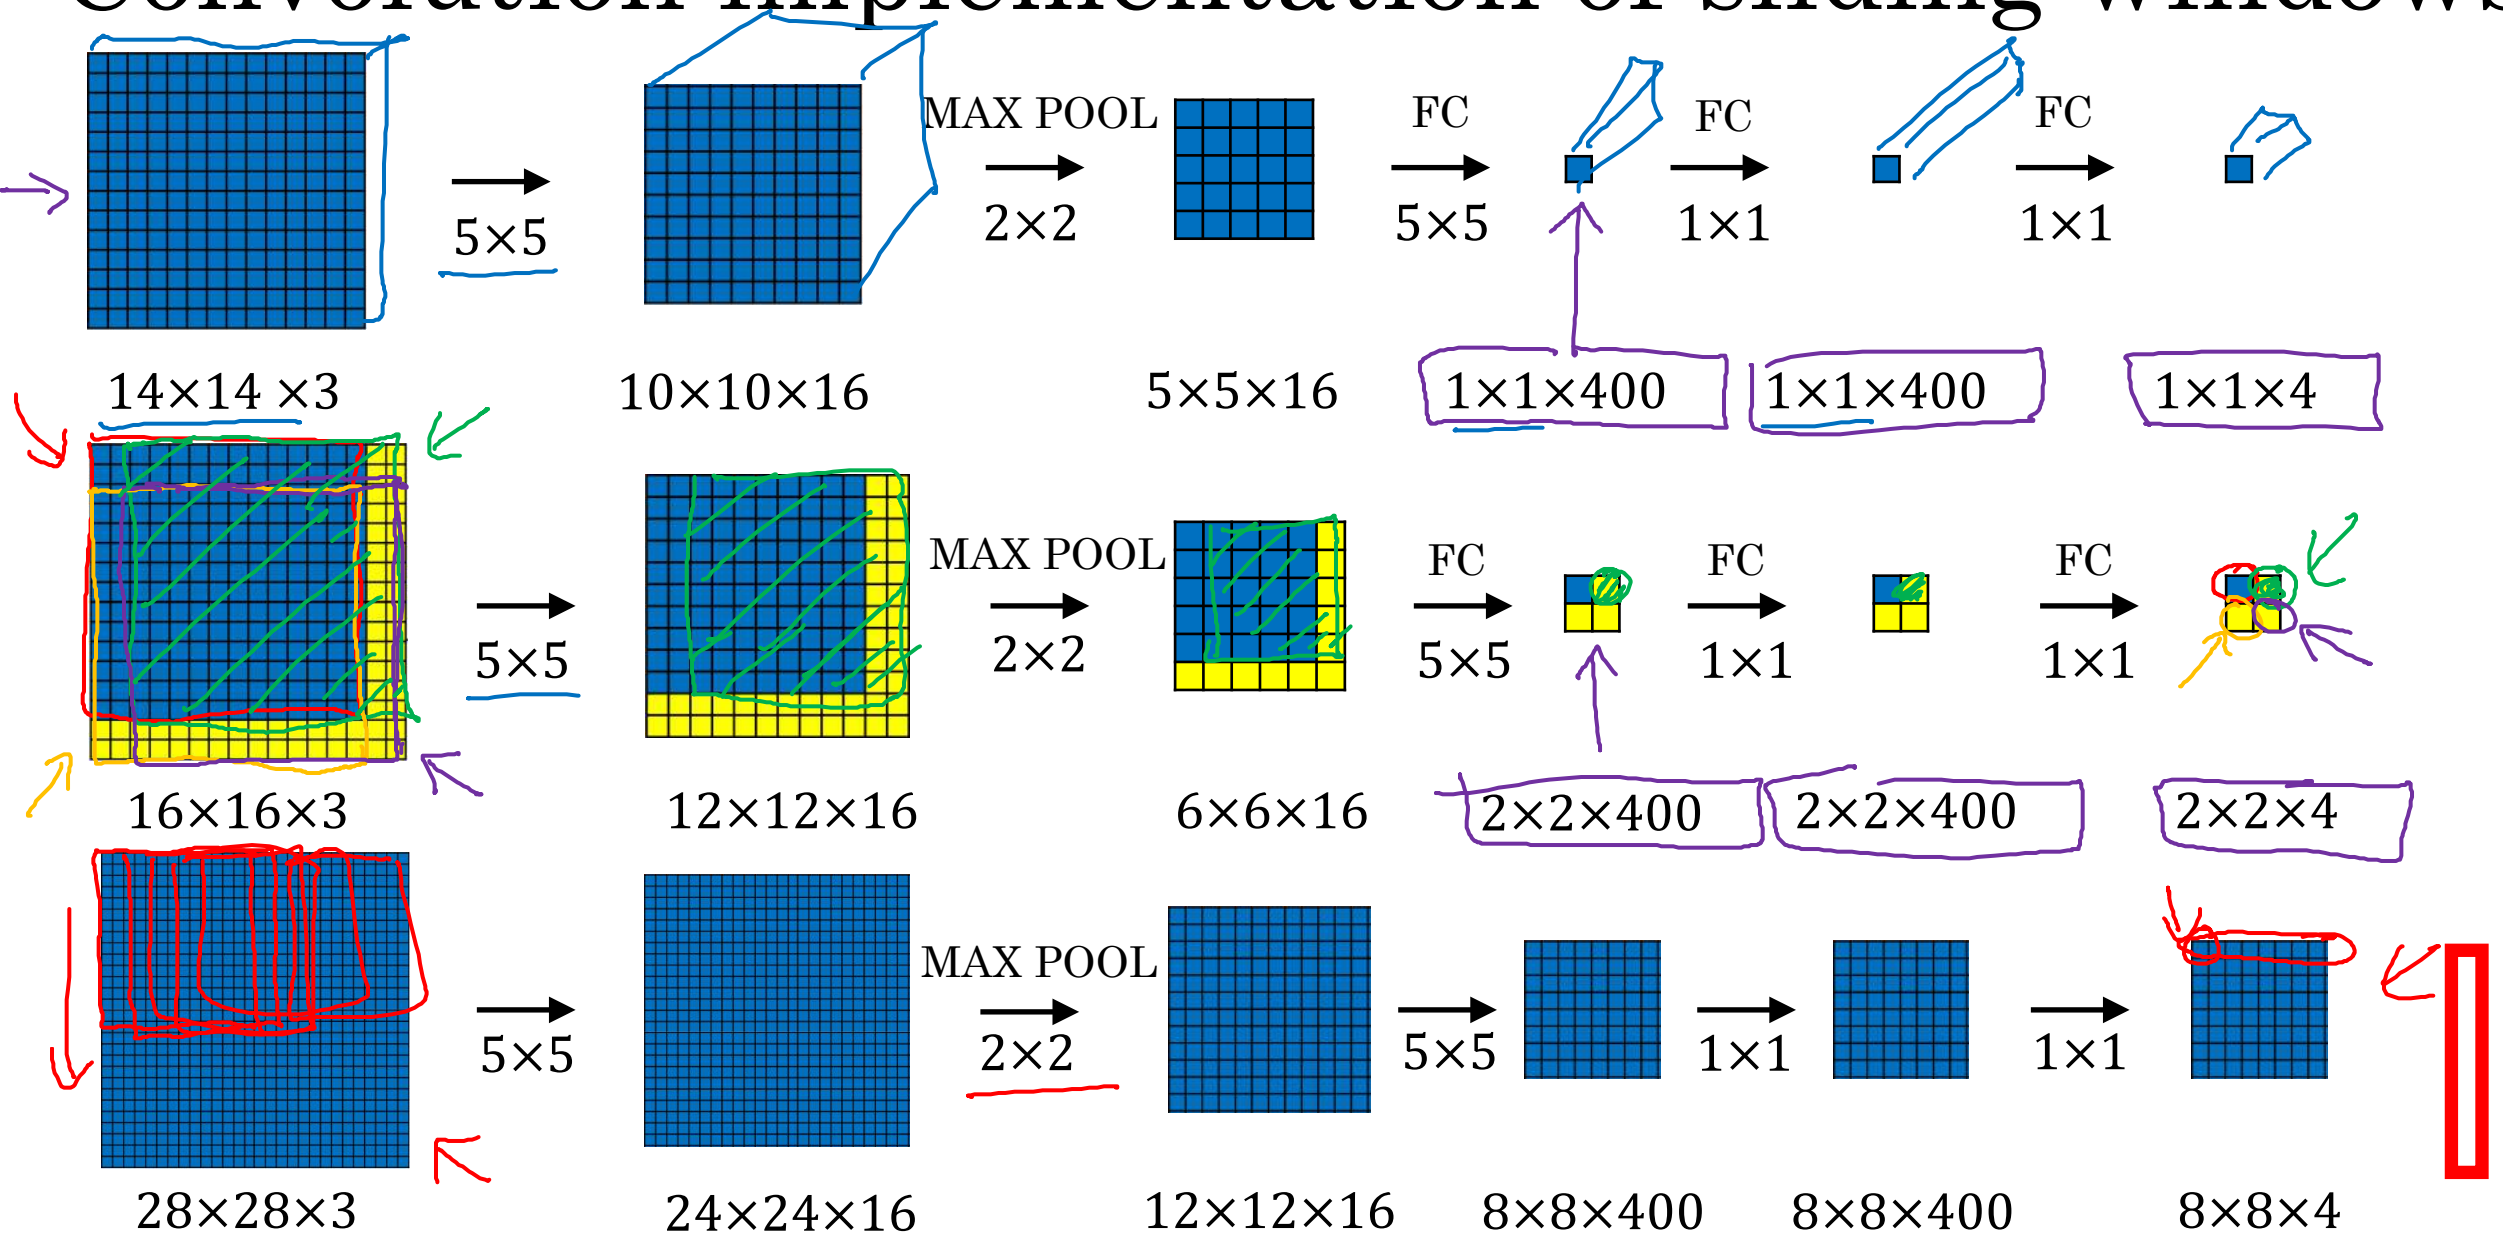 Convolution implementation of sliding windows
MAX POOL FC FC FC
5×5 2×2 5×5 1×1 1×1
14×14 ×3 10×10×16 5×5×16 1×1×400 1×1×400 1×1×4
MAX POOL FC FC FC
5×5 2×2 5×5 1×1 1×1
16×16×3 12×12×16 6×6×16 2×2×400 2×2×400 2×2×4
MAX POOL
5×5 2×2 5×5 1×1 1×1
28×28×3 24×24×16 12×12×16 8×8×400 8×8×400 8×8×4